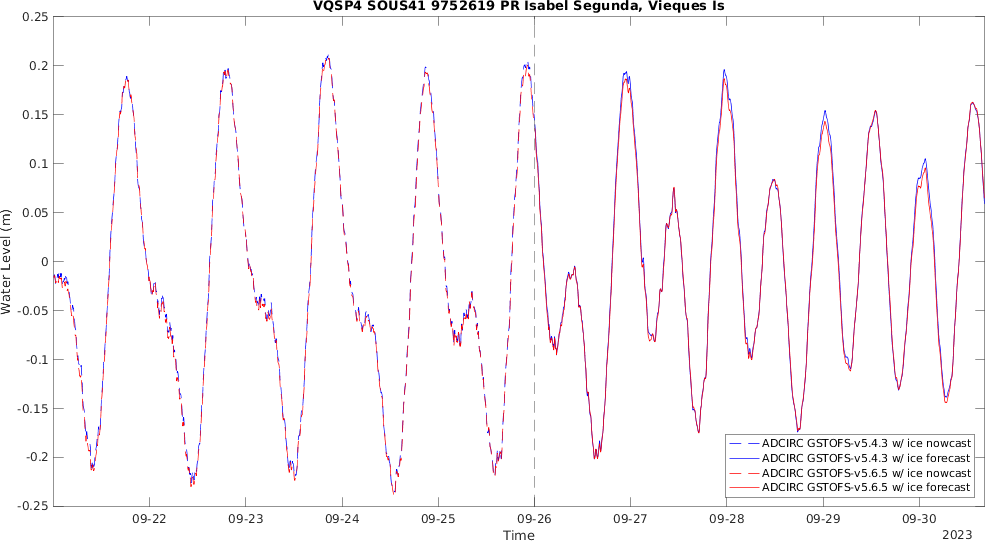 VQSP4 SOUS41 9752619 PR Isabel Segunda, Vieques Is
0.25
0.2
0.15
0.1
0.05
0
-0.05
-0.1
-0.15
-0.2
-0.25
Water Level (m)
ADCIRC GSTOFS-v5.4.3 w/ ice nowcast
ADCIRC GSTOFS-v5.4.3 w/ ice forecast
ADCIRC GSTOFS-v5.6.5 w/ ice nowcast
ADCIRC GSTOFS-v5.6.5 w/ ice forecast
09-22 09-23 09-24 09-25 09-26 09-27 09-28 09-29 09-30
Time
2023